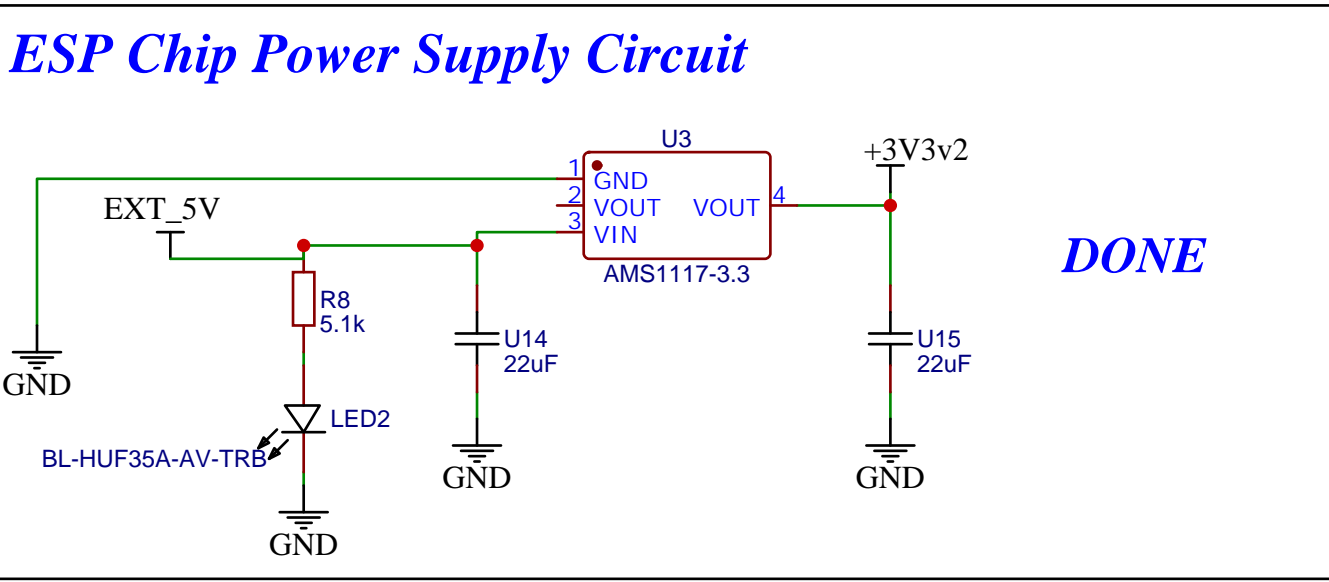 ESP Chip Power Supply Circuit
U3
+3V3v2
1
GND
2
VOUT
VOUT
4
3
VIN
AMS1117-3.3
EXT_5V
DONE
R8
5.1k
U14
22uF
U15
22uF
GND
LED2
BL-HUF35A-AV-TRB
GND
GND
GND